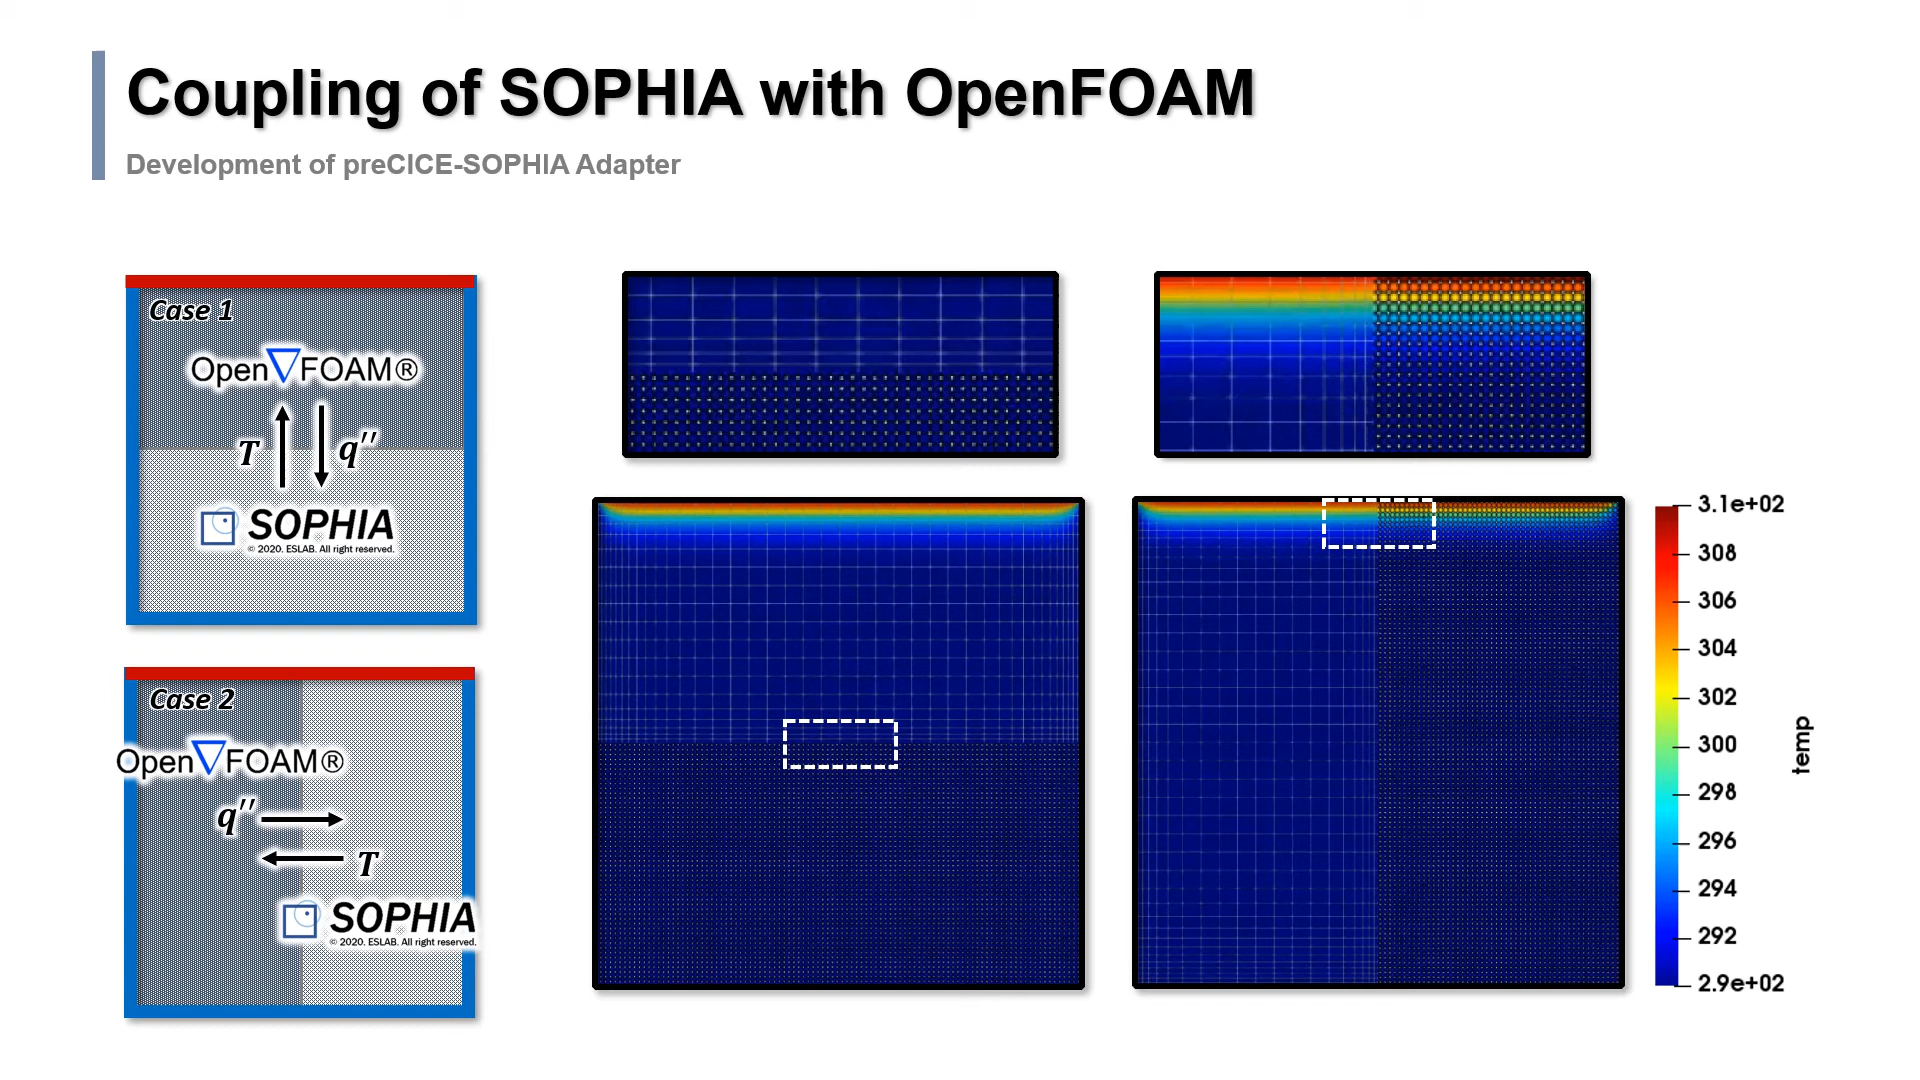 Coupling of SOPHIA with OpenFOAM
Development of preCICE-SOPHIA Adapter
Case 1
Open▽FOAM®
T q′′
SOPHIA
© 2020. ESLAB. All right reserved.
Case 2
Open▽FOAM®
q′′
T
SOPHIA
© 2020. ESLAB. All right reserved.
3.1e+02
308
306
304
302
300
298
296
294
292
2.9e+02
temp